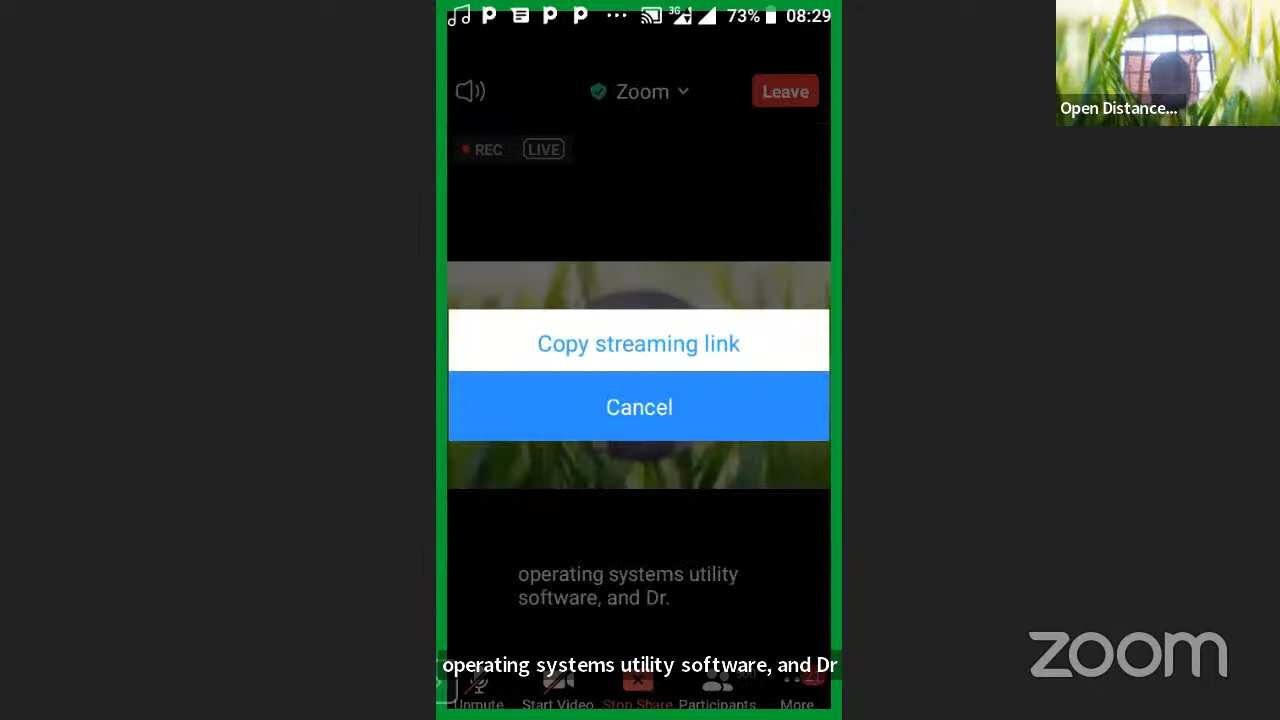 3G 73% 08:29
Zoom
Leave
REC LIVE
Open Distance...
Copy streaming link
Cancel
operating systems utility
software, and Dr.
operating systems utility software, and Dr
Unmute Start Video Stop Share Participants More
zoom